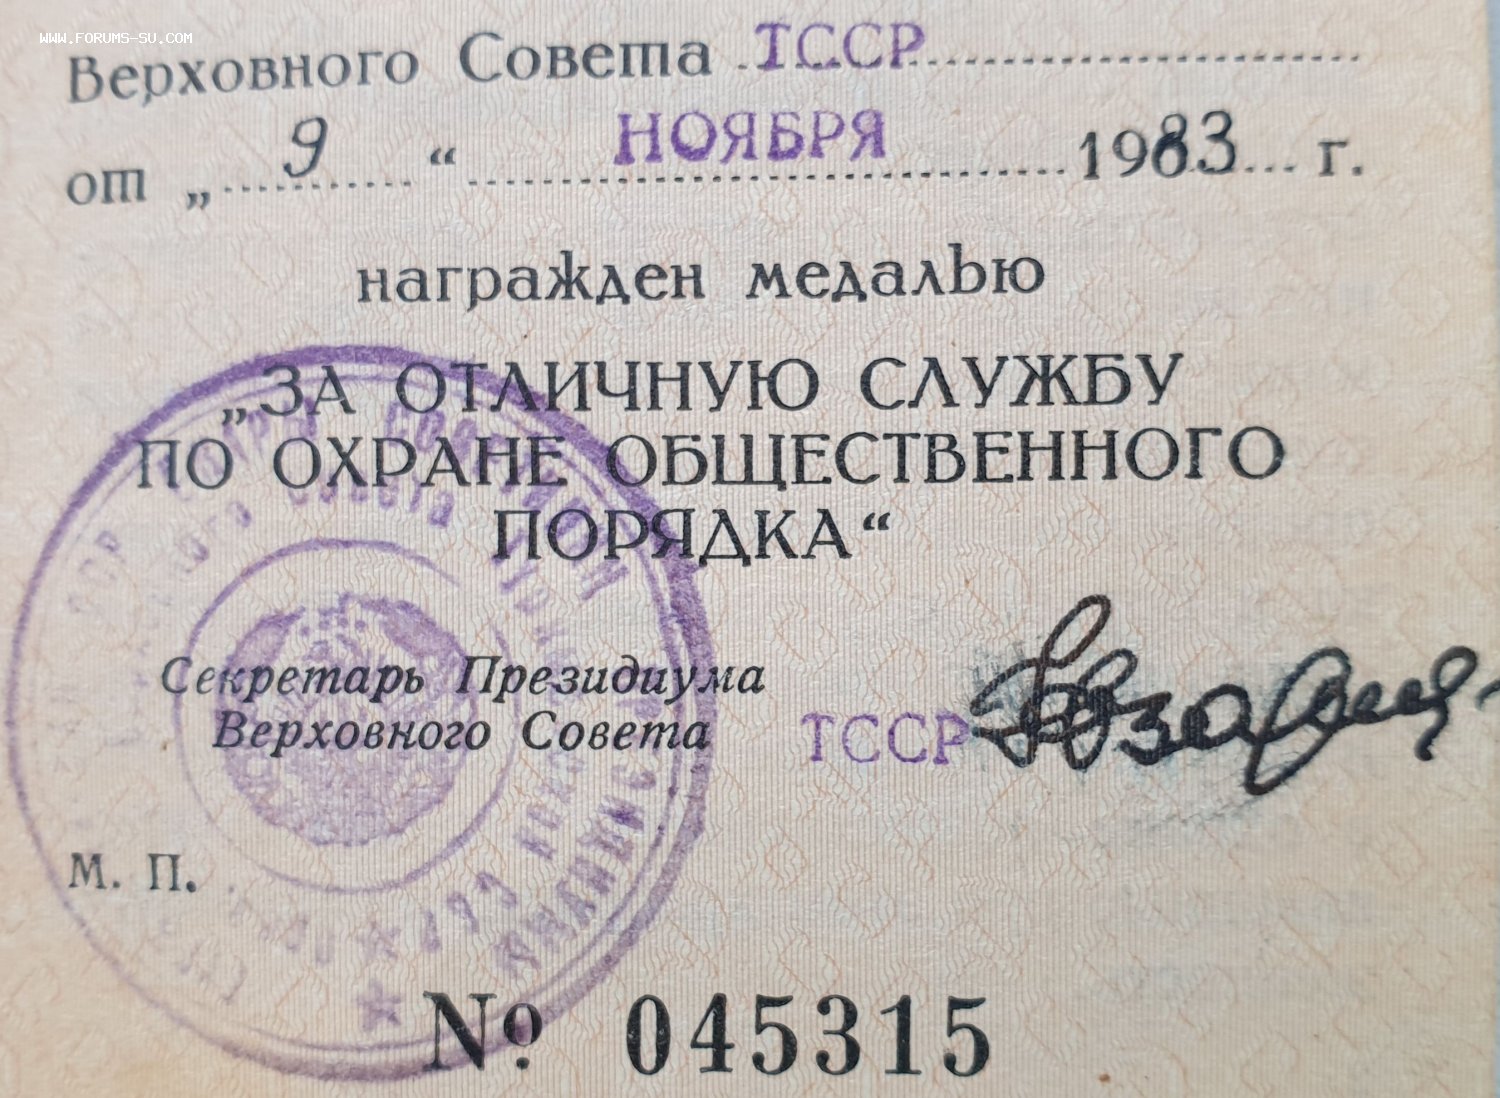 WWW.FORUMS-SU.COM
Верховного Совета ТССР
от „ 9 “ НОЯБРЯ 1983 г.
награжден медалью
„ЗА ОТЛИЧНУЮ СЛУЖБУ
ПО ОХРАНЕ ОБЩЕСТВЕННОГО
ПОРЯДКА“
Секретарь Президиума
Верховного Совета ТССР
М. П.
№ 045315